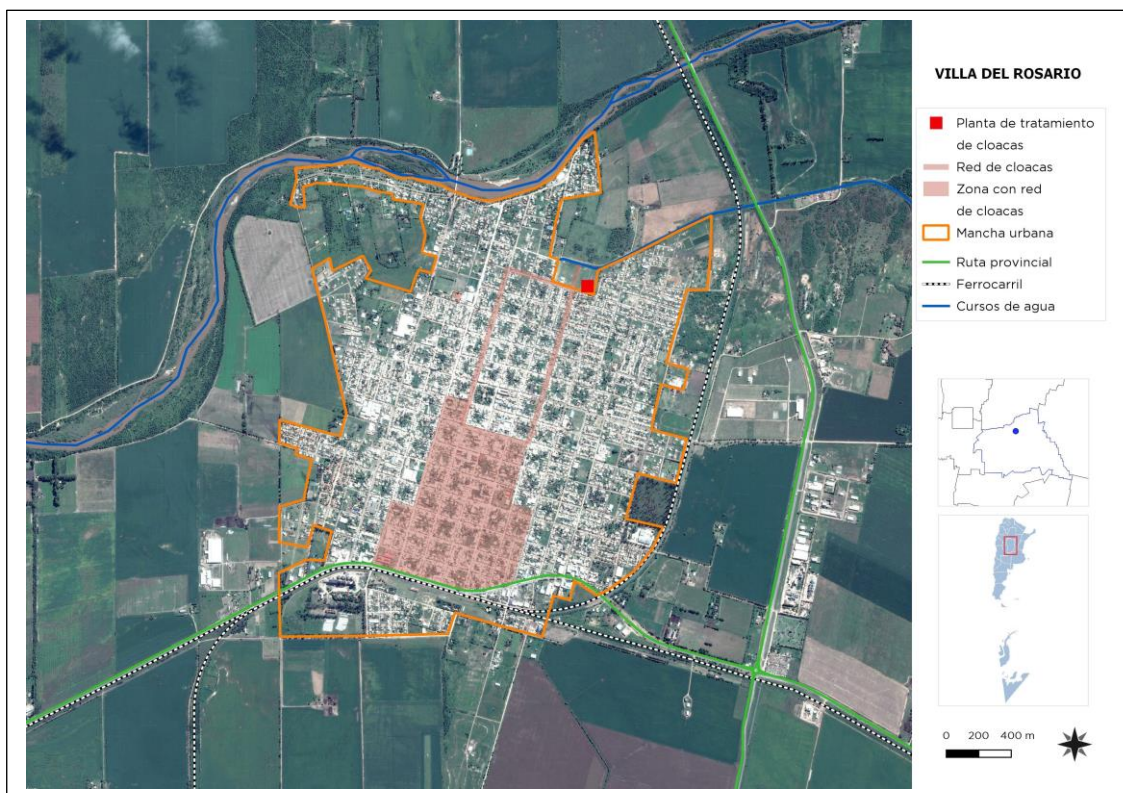 VILLA DEL ROSARIO
Planta de tratamiento
de cloacas
Red de cloacas
Zona con red
de cloacas
Mancha urbana
Ruta provincial
Ferrocarril
Cursos de agua
0 200 400 m